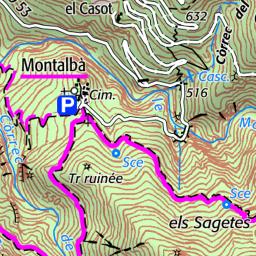 53
el Casot
632
Còrrec del
Montalbà
Casc.
516
Cim.
P
Còrrec de
Sce
Tr ruinée
Sce
els Sagetes